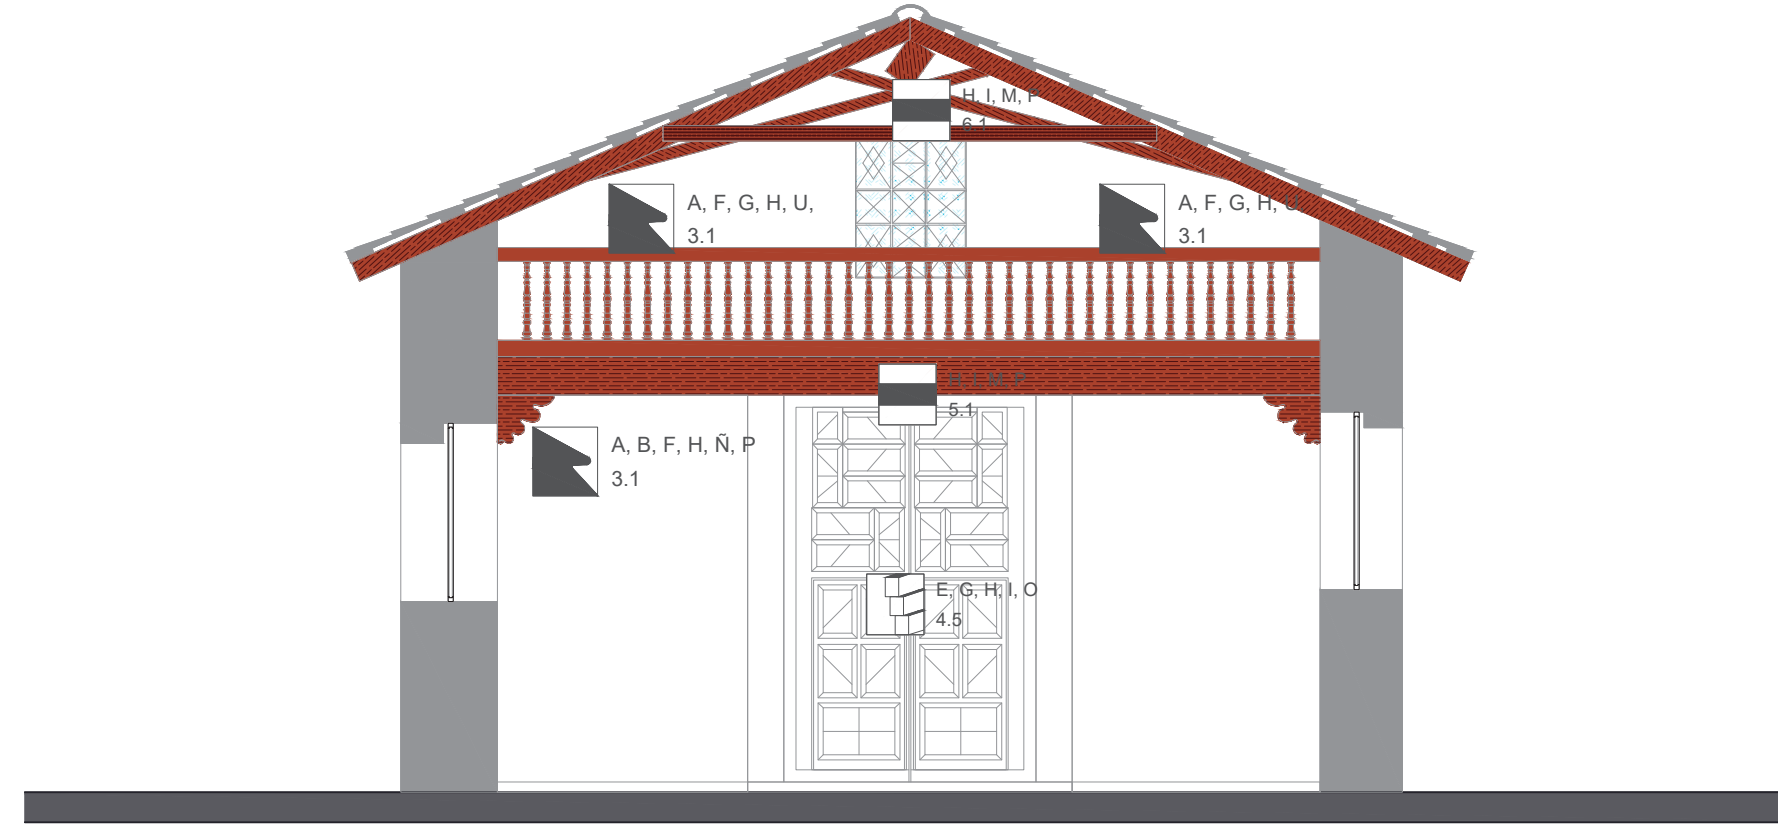 H, I, M, P
6.1
A, F, G, H, U,
3.1
A, F, G, H, U
3.1
H, I, M, P
5.1
A, B, F, H, Ñ, P
3.1
E, G, H, I, O
4.5